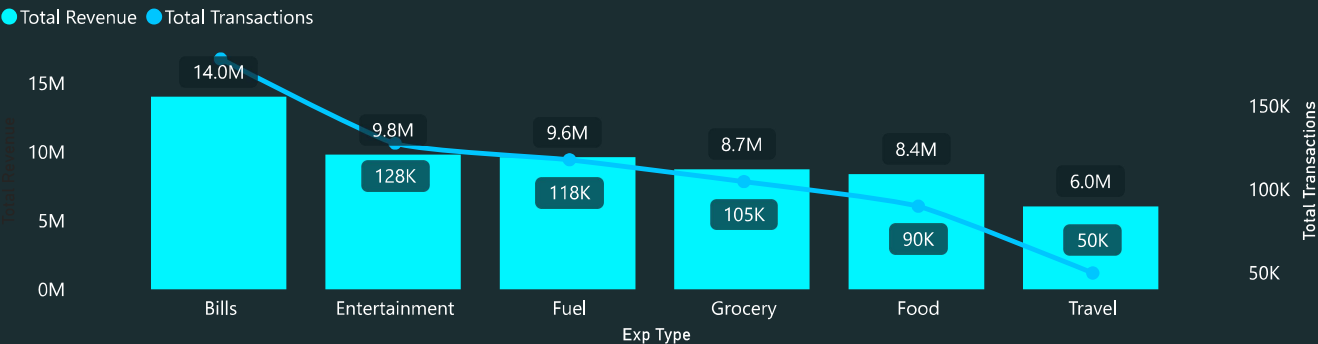 Total Revenue Total Transactions
15M
10M
5M
0M
Total Revenue
14.0M
9.8M
9.6M
8.7M
8.4M
6.0M
128K
118K
105K
90K
50K
150K
100K
50K
Total Transactions
Bills Entertainment Fuel Grocery Food Travel
Exp Type